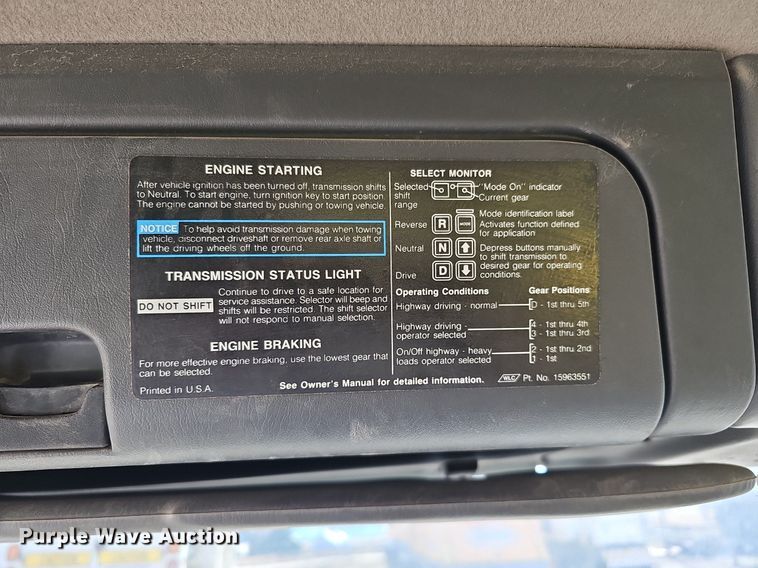 ENGINE STARTING
After vehicle ignition has been turned off, transmission shifts
to Neutral. To start engine, turn ignition key to start position.
The engine cannot be started by pushing or towing vehicle.
NOTICE To help avoid transmission damage when towing
vehicle, disconnect driveshaft or remove rear axle shaft or
lift the driving wheels off the ground.
TRANSMISSION STATUS LIGHT
DO NOT SHIFT
Continue to drive to a safe location for
service assistance. Selector will beep and
shifts will be restricted. The shift selector
will not respond to manual selection.
ENGINE BRAKING
For more effective engine braking, use the lowest gear that
can be selected.
Printed in U.S.A.
See Owner's Manual for detailed information.
SELECT MONITOR
Selected
shift
range
"Mode On" indicator
Current gear
Reverse R MODE
Mode identification label
Activates function defined
for application
Neutral N
Drive D
Depress buttons manually
to shift transmission to
desired gear for operating
conditions.
Operating Conditions Gear Positions
Highway driving - normal D - 1st thru 5th
Highway driving -
operator selected
4 - 1st thru 4th
3 - 1st thru 3rd
On/Off highway - heavy
loads operator selected
2 - 1st thru 2nd
1 - 1st
WLC Pt. No. 15963551
Purple Wave Auction